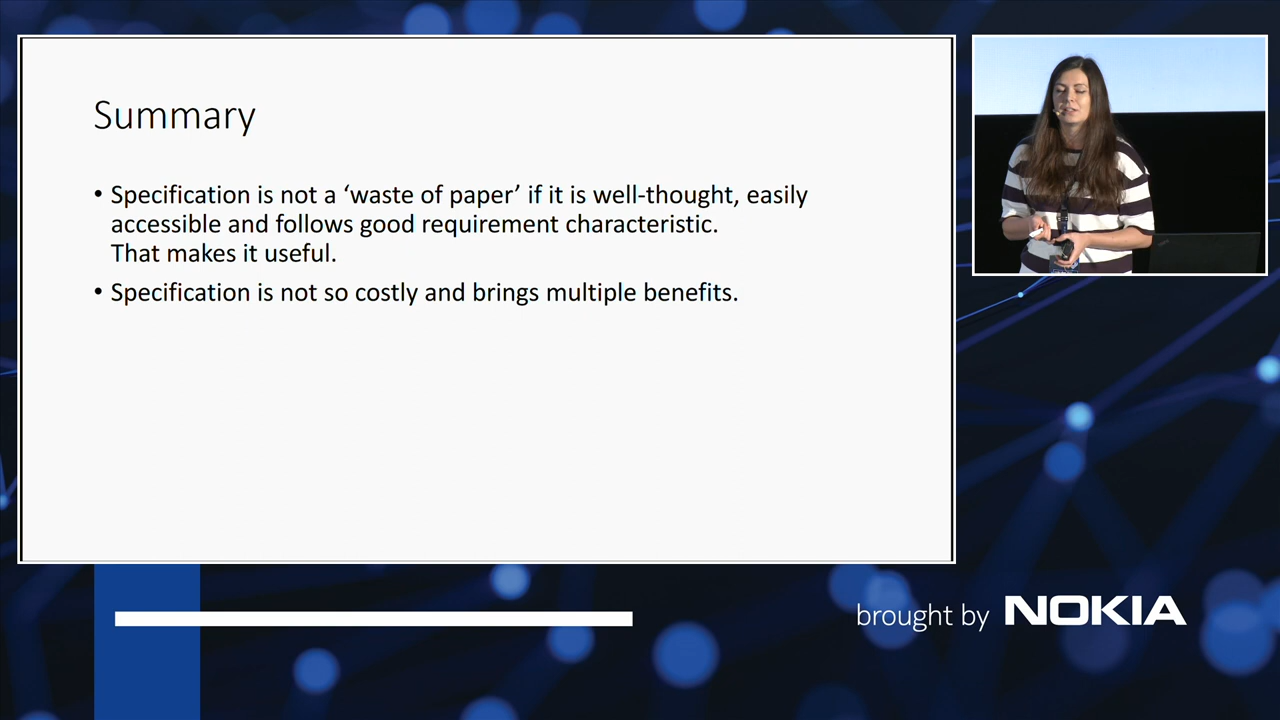 Summary
• Specification is not a ‘waste of paper’ if it is well-thought, easily
accessible and follows good requirement characteristic.
That makes it useful.
• Specification is not so costly and brings multiple benefits.
brought by NOKIA